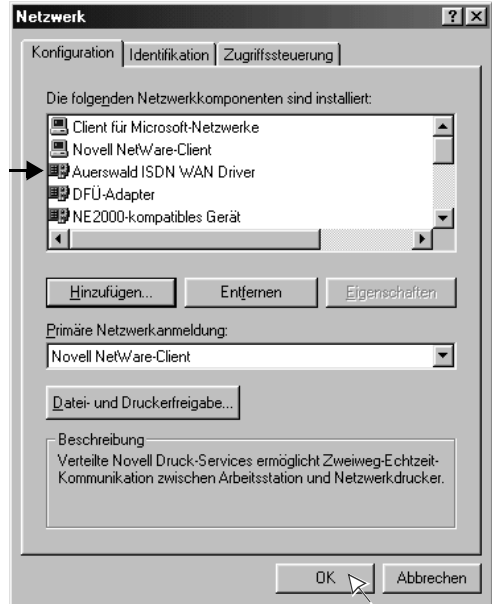 Netzwerk
Konfiguration Identifikation Zugriffssteuerung
Die folgenden Netzwerkkomponenten sind installiert:
Client für Microsoft-Netzwerke
Novell NetWare-Client
Auerswald ISDN WAN Driver
DFÜ-Adapter
NE2000-kompatibles Gerät
Hinzufügen... Entfernen Eigenschaften
Primäre Netzwerkanmeldung:
Novell NetWare-Client
Datei- und Druckerfreigabe...
Beschreibung
Verteilte Novell Druck-Services ermöglicht Zweiweg-Echtzeit-
Kommunikation zwischen Arbeitsstation und Netzwerkdrucker.
OK Abbrechen